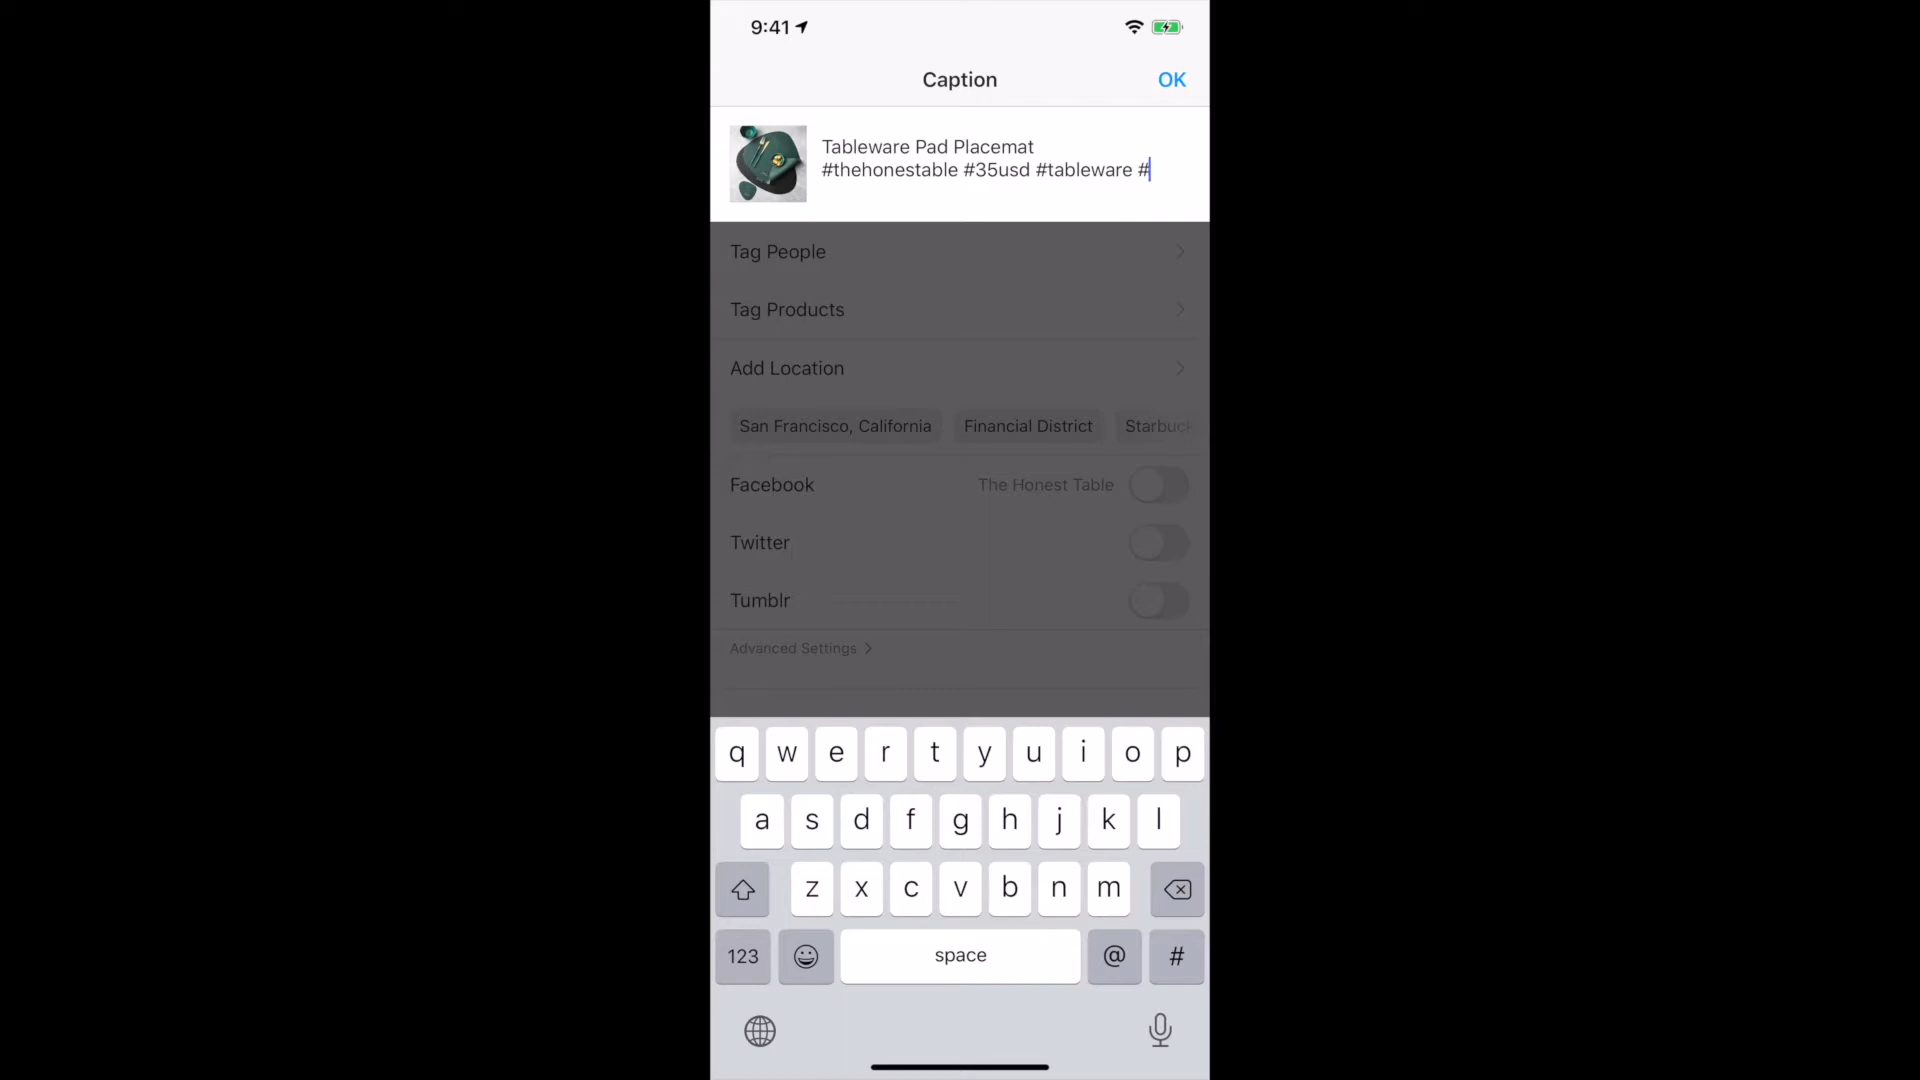 9:41
Caption
OK
Tableware Pad Placemat
#thehonestable #35usd #tableware #
Tag People
Tag Products
Add Location
San Francisco, California
Financial District
Starbuck
Facebook
The Honest Table
Twitter
Tumblr
Advanced Settings
q w e r t y u i o p
a s d f g h j k l
z x c v b n m
123
space
@
#